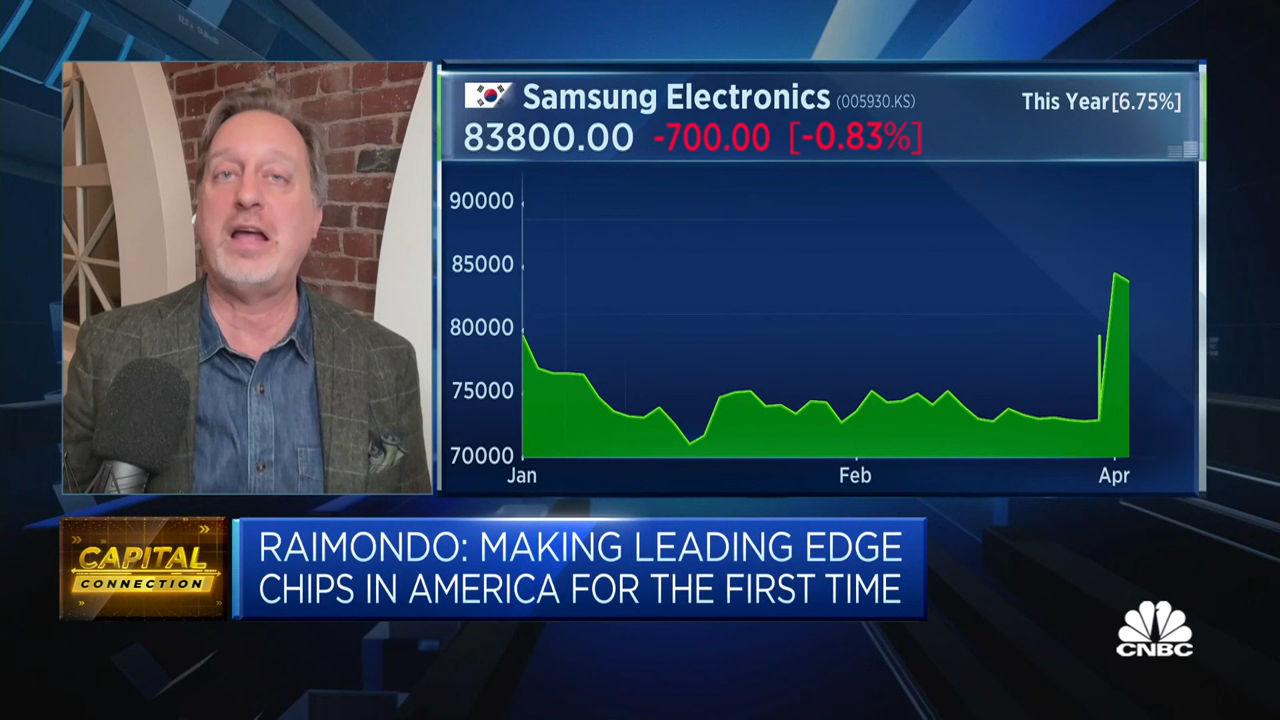 Samsung Electronics (005930.KS)
This Year[6.75%]
83800.00 -700.00 [-0.83%]
90000
85000
80000
75000
70000
Jan Feb Apr
CAPITAL
CONNECTION
RAIMONDO: MAKING LEADING EDGE
CHIPS IN AMERICA FOR THE FIRST TIME
CNBC